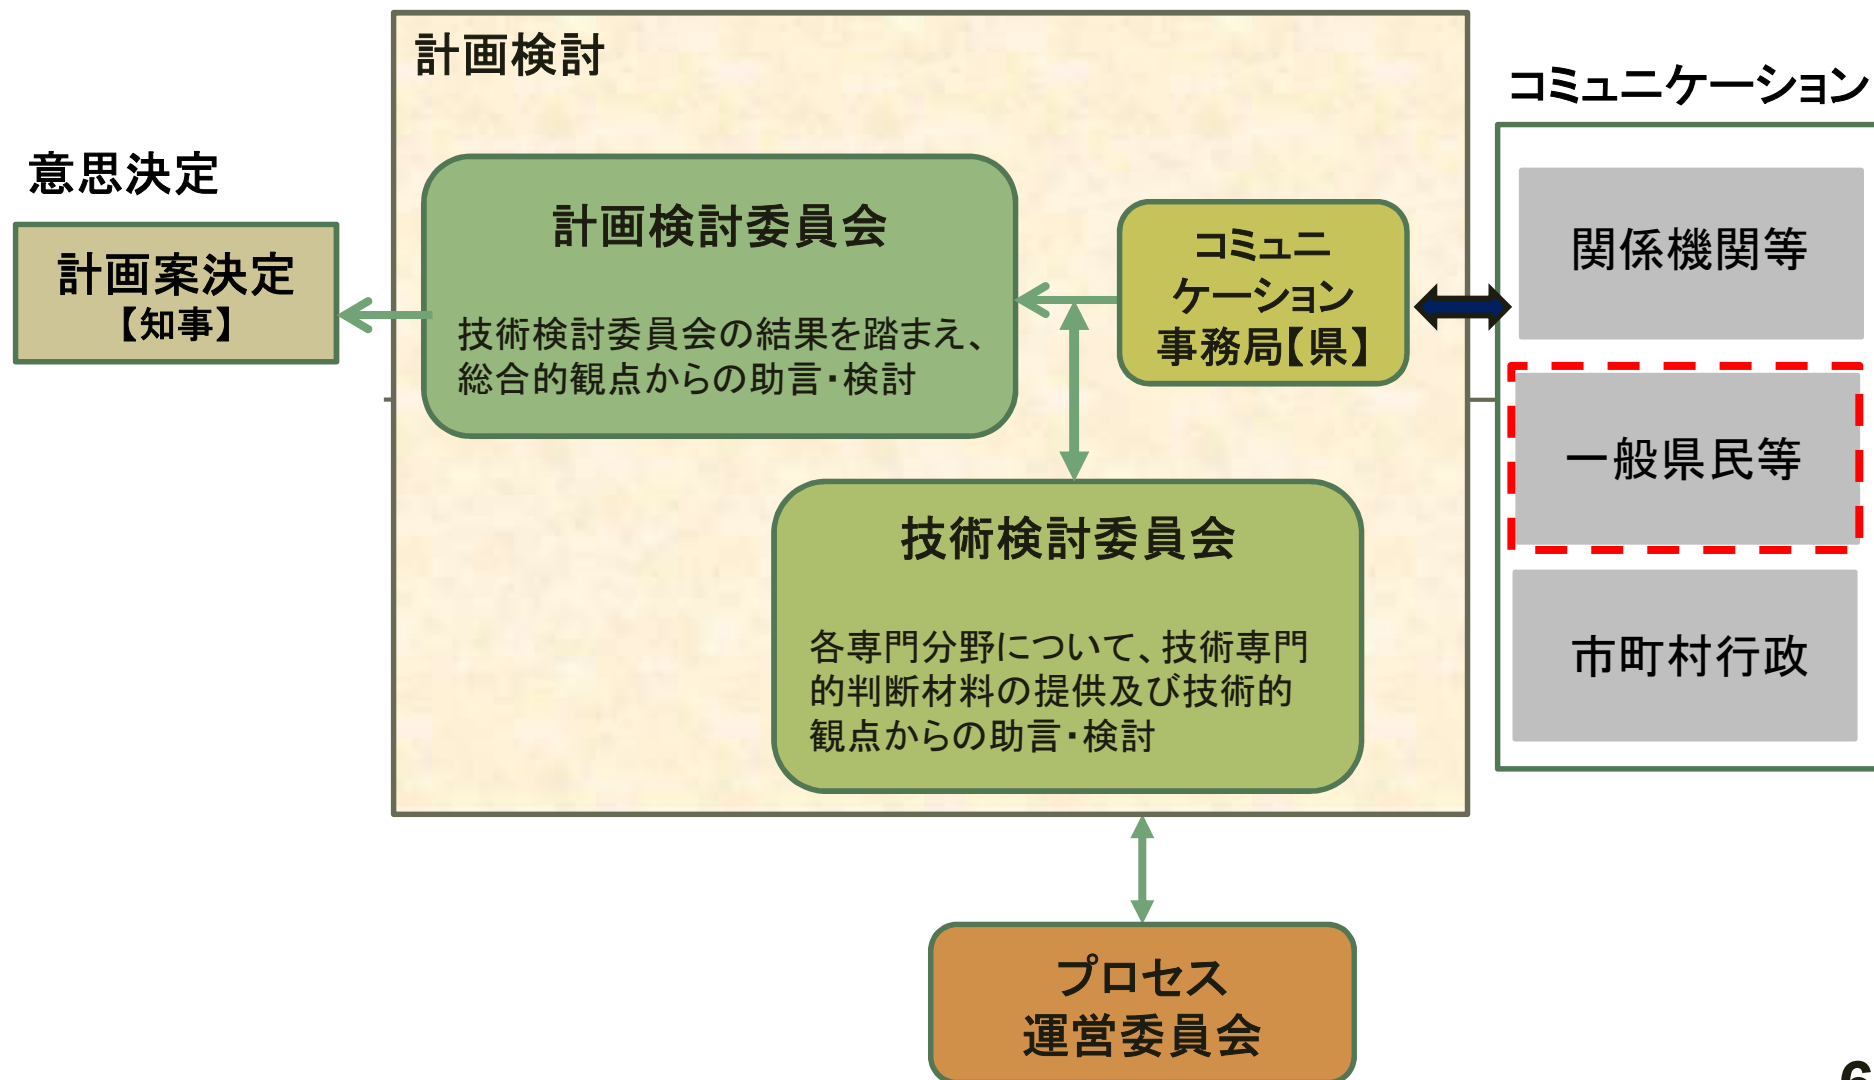 計画検討
コミュニケーション
意思決定
計画案決定
【知事】
計画検討委員会
技術検討委員会の結果を踏まえ、
総合的観点からの助言・検討
コミュニ
ケーション
事務局【県】
関係機関等
一般県民等
市町村行政
技術検討委員会
各専門分野について、技術専門
的判断材料の提供及び技術的
観点からの助言・検討
プロセス
運営委員会
6